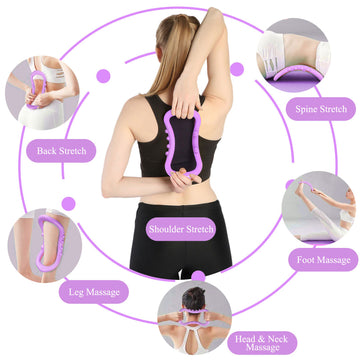 Spine Stretch
Back Stretch
Shoulder Stretch
Foot Massage
Leg Massage
Head & Neck
Massage